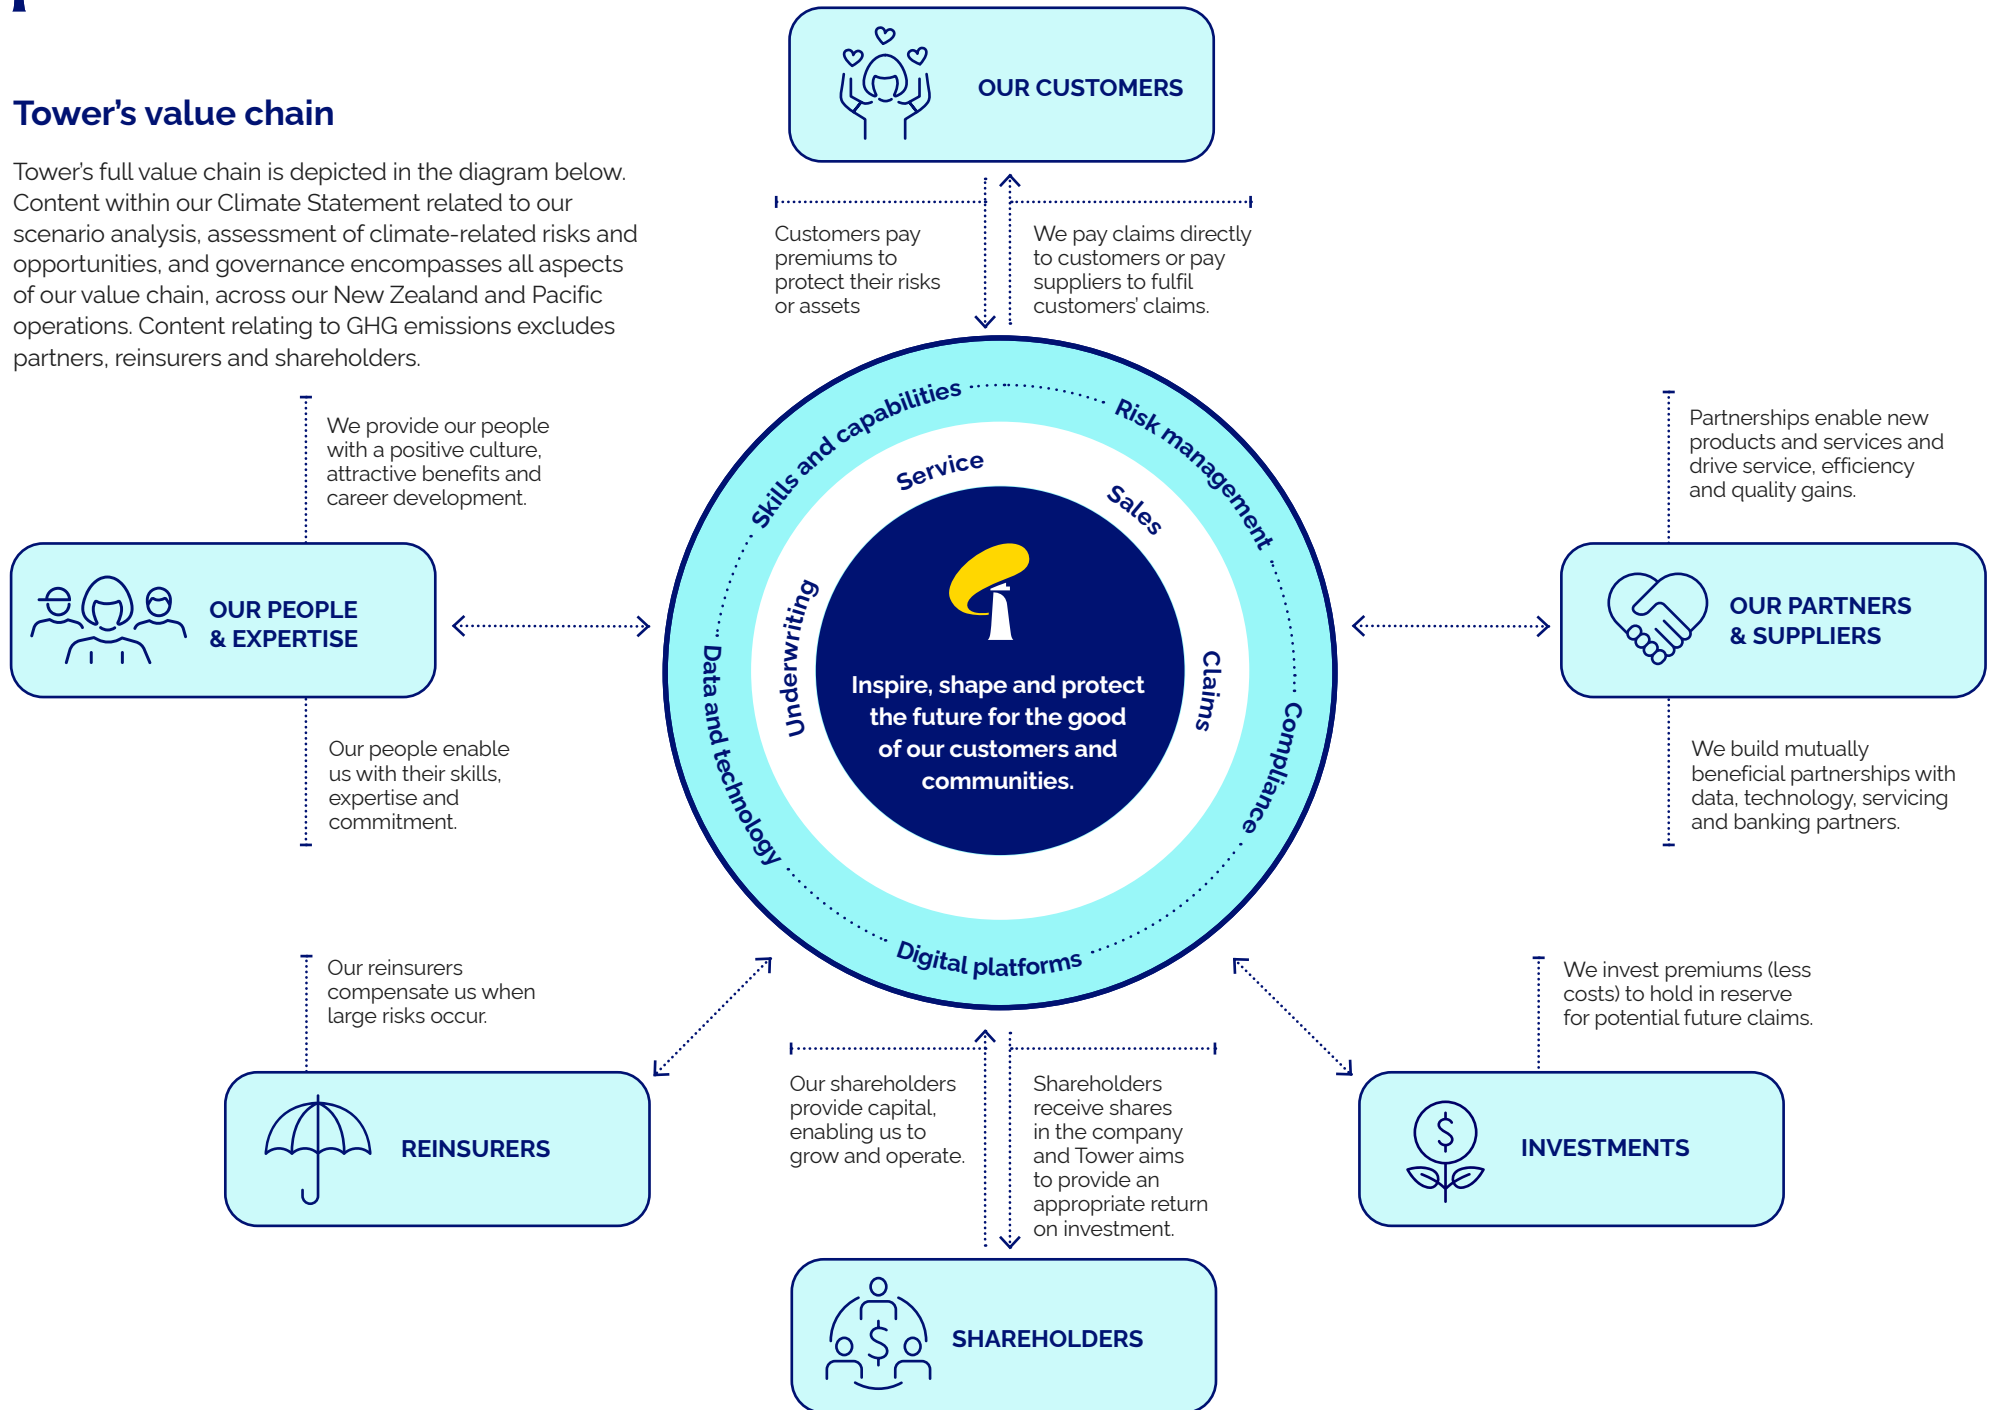 Tower's value chain
Tower's full value chain is depicted in the diagram below.
Content within our Climate Statement related to our
scenario analysis, assessment of climate-related risks and
opportunities, and governance encompasses all aspects
of our value chain, across our New Zealand and Pacific
operations. Content relating to GHG emissions excludes
partners, reinsurers and shareholders.
OUR CUSTOMERS
Customers pay
premiums to
protect their risks
or assets
We pay claims directly
to customers or pay
suppliers to fulfil
customers' claims.
We provide our people
with a positive culture,
attractive benefits and
career development.
OUR PEOPLE
& EXPERTISE
Our people enable
us with their skills,
expertise and
commitment.
Skills and capabilities
Risk management
Compliance
Digital platforms
Data and technology
Underwriting
Service
Sales
Claims
Inspire, shape and protect
the future for the good
of our customers and
communities.
Partnerships enable new
products and services and
drive service, efficiency
and quality gains.
OUR PARTNERS
& SUPPLIERS
We build mutually
beneficial partnerships with
data, technology, servicing
and banking partners.
Our reinsurers
compensate us when
large risks occur.
REINSURERS
Our shareholders
provide capital,
enabling us to
grow and operate.
Shareholders
receive shares
in the company
and Tower aims
to provide an
appropriate return
on investment.
SHAREHOLDERS
We invest premiums (less
costs) to hold in reserve
for potential future claims.
INVESTMENTS